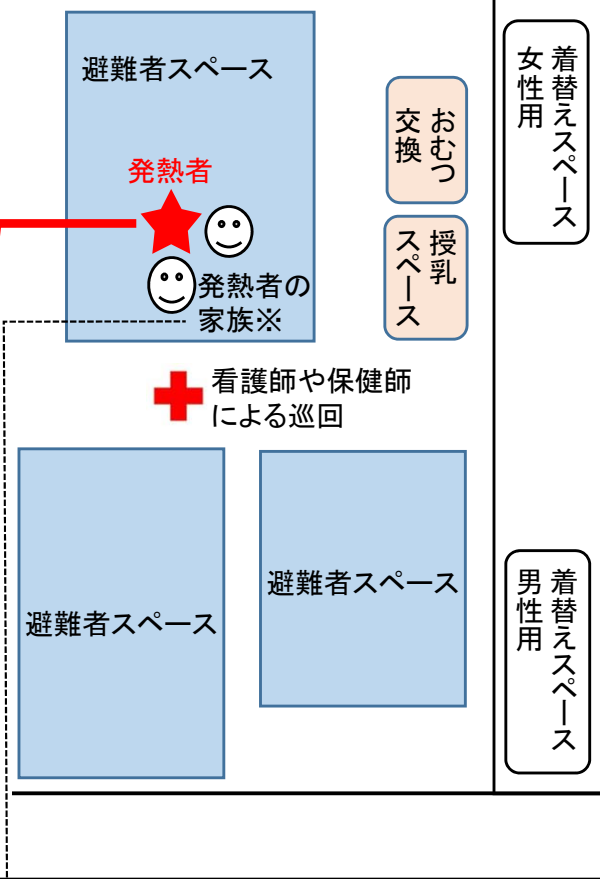 避難者スペース
発熱者
発熱者の
家族※
おむつ
交換
授乳
スペース
着替えスペース
女性用
看護師や保健師
による巡回
避難者スペース
避難者スペース
着替えスペース
男性用